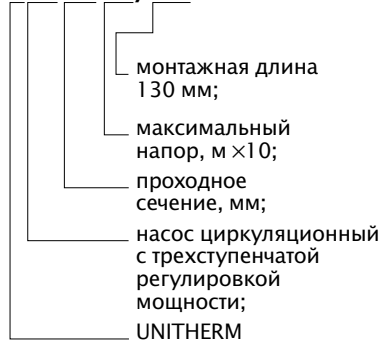 монтажная длина
130 мм;
максимальный
напор, м ×10;
проходное
сечение, мм;
насос циркуляционный
с трехступенчатой
регулировкой
мощности;
UNITHERM